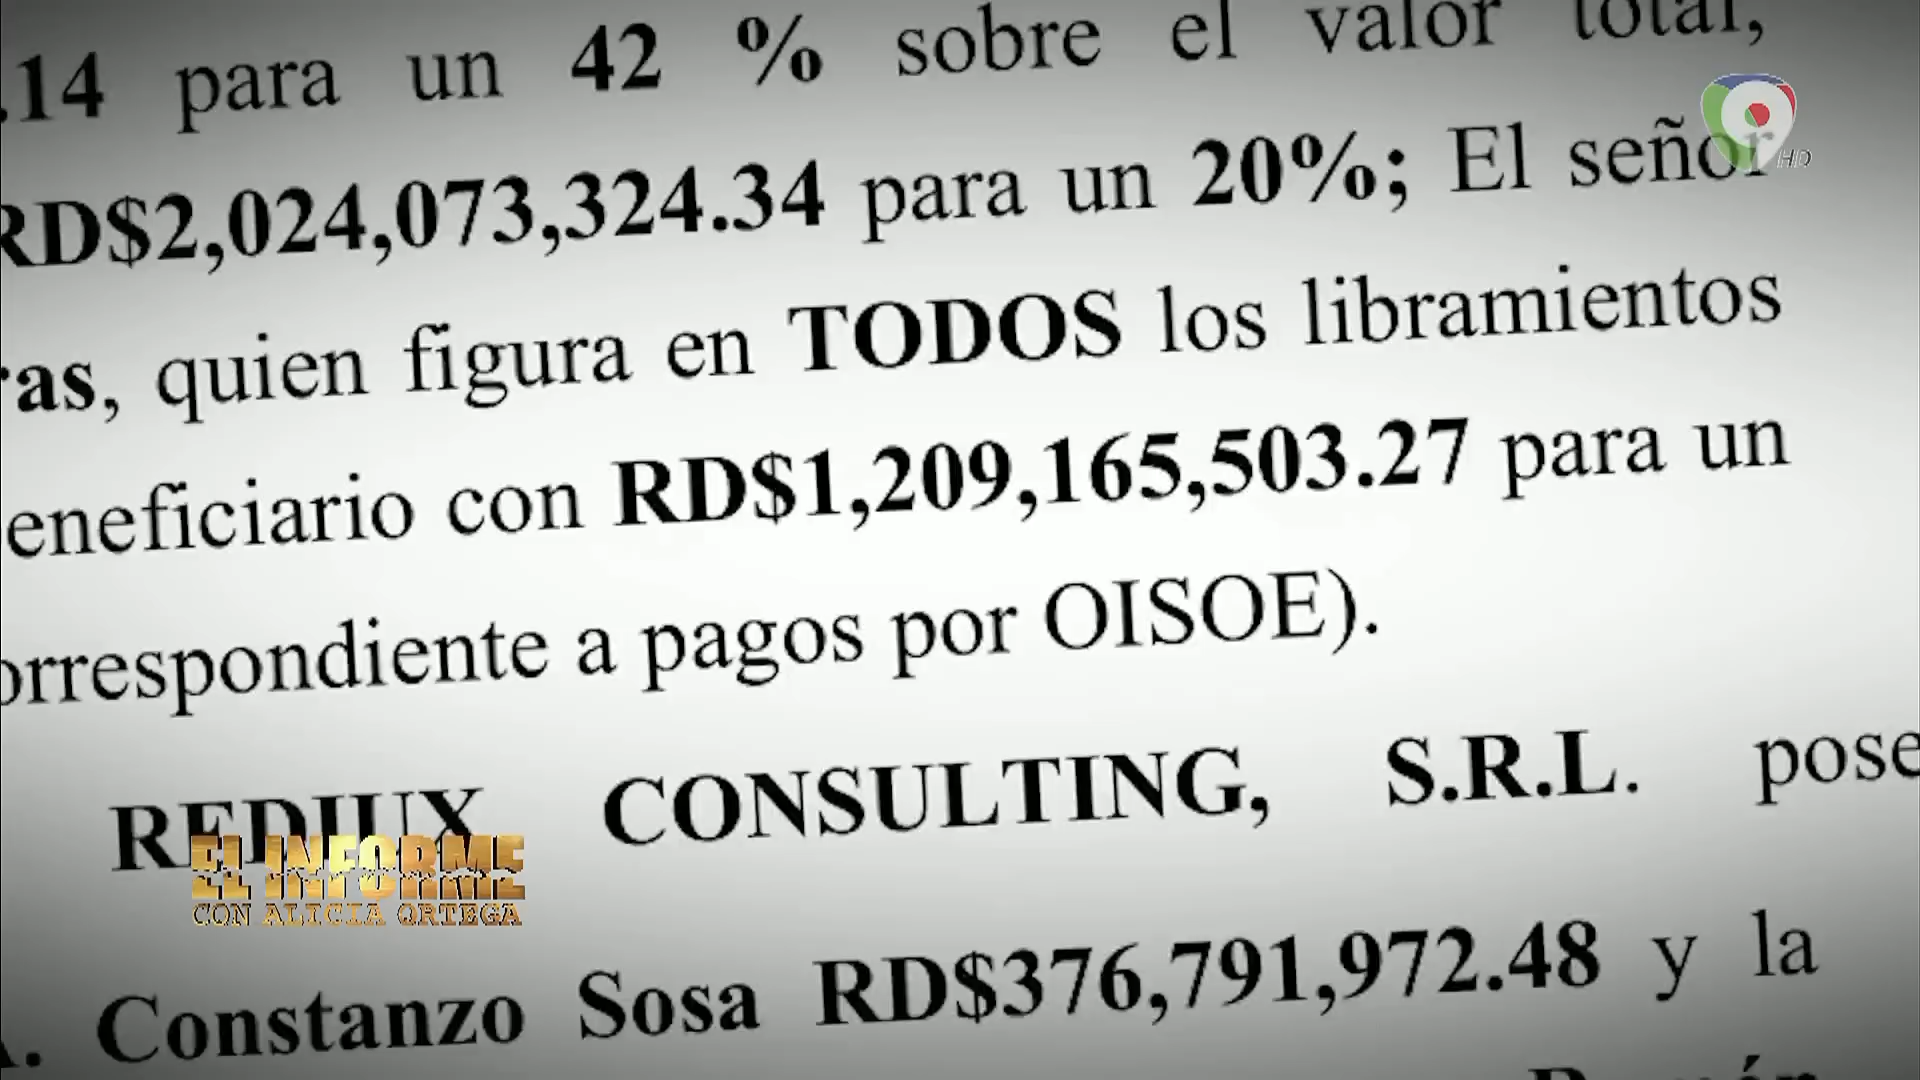 .14 para un 42 % sobre el valor total,
RD$2,024,073,324.34 para un 20%; El señor
ras, quien figura en TODOS los libramientos
eneficiario con RD$1,209,165,503.27 para un
orrespondiente a pagos por OISOE).
REDIUX CONSULTING, S.R.L. pose
EL INFORME
CON ALICIA ORTEGA
A. Constanzo Sosa RD$376,791,972.48 y la
HD